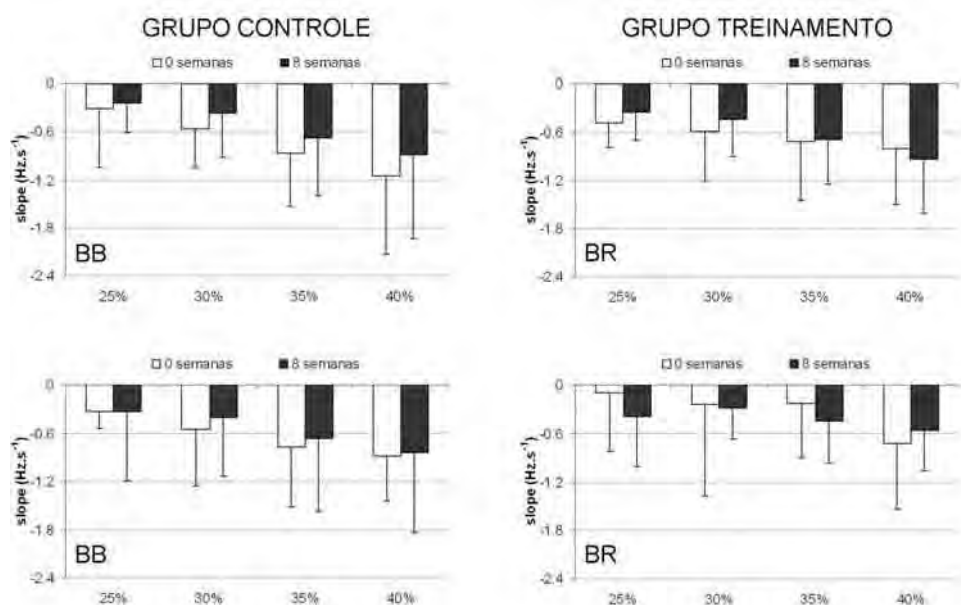 GRUPO CONTROLE
GRUPO TREINAMENTO
0 semanas 8 semanas
0
-0.6
-1.2
-1.8
-2.4
slope (Hz.s⁻¹)
BB
25% 30% 35% 40%
0 semanas 8 semanas
0
-0.6
-1.2
-1.8
-2.4
slope (Hz.s⁻¹)
BR
25% 30% 35% 40%
0 semanas 8 semanas
0
-0.6
-1.2
-1.8
-2.4
slope (Hz.s⁻¹)
BB
25% 30% 35% 40%
0 semanas 8 semanas
0
-0.6
-1.2
-1.8
-2.4
slope (Hz.s⁻¹)
BR
25% 30% 35% 40%